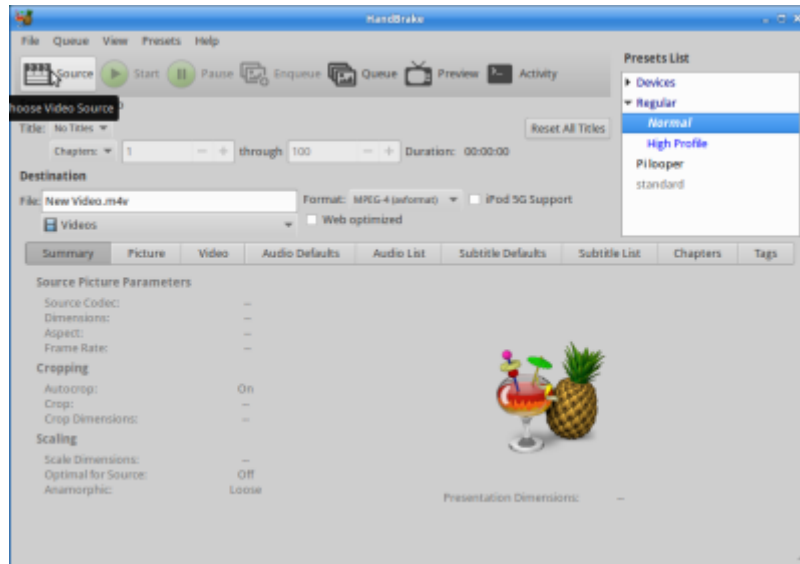 HandBrake
File Queue View Presets Help
Source Start Pause Enqueue Queue Preview Activity
Presets List
Devices
Regular
Normal
High Profile
Pilooper
standard
hoose Video Source
Title: No Titles Reset All Titles
Chapters: 1 - + through 100 - + Duration: 00:00:00
Destination
File: New Video.m4v Format: MPEG-4 (avformat) iPod 5G Support
Videos Web optimized
Summary Picture Video Audio Defaults Audio List Subtitle Defaults Subtitle List Chapters Tags
Source Picture Parameters
Source Codec: --
Dimensions: --
Aspect: --
Frame Rate: --
Cropping
Autocrop: On
Crop: --
Crop Dimensions: --
Scaling
Scale Dimensions: --
Optimal for Source: Off
Anamorphic: Loose
Presentation Dimensions: --